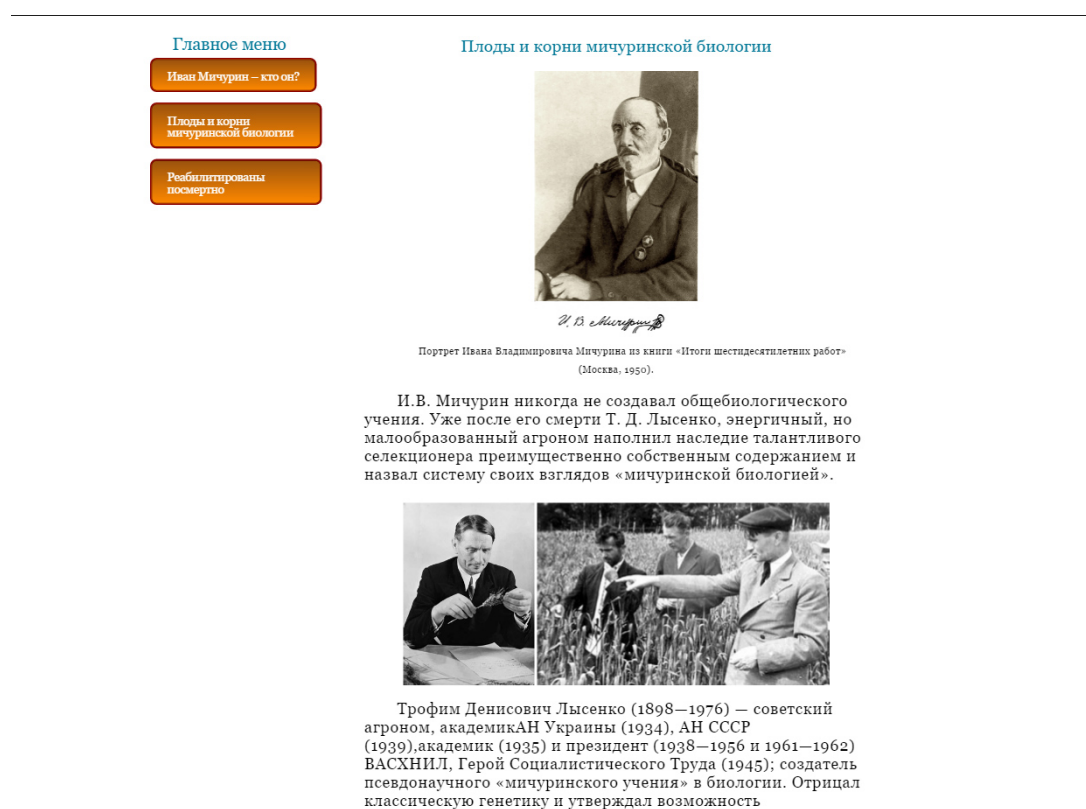 Главное меню
Иван Мичурин – кто он?
Плоды и корни
мичуринской биологии
Реабилитированы
посмертно
Плоды и корни мичуринской биологии
И. В. Мичурин
Портрет Ивана Владимировича Мичурина из книги «Итоги шестидесятилетних работ»
(Москва, 1950).
И.В. Мичурин никогда не создавал общебиологического
учения. Уже после его смерти Т. Д. Лысенко, энергичный, но
малообразованный агроном наполнил наследие талантливого
селекционера преимущественно собственным содержанием и
назвал систему своих взглядов «мичуринской биологией».
Трофим Денисович Лысенко (1898—1976) — советский
агроном, академикАН Украины (1934), АН СССР
(1939),академик (1935) и президент (1938—1956 и 1961—1962)
ВАСХНИЛ, Герой Социалистического Труда (1945); создатель
псевдонаучного «мичуринского учения» в биологии. Отрицал
классическую генетику и утверждал возможность